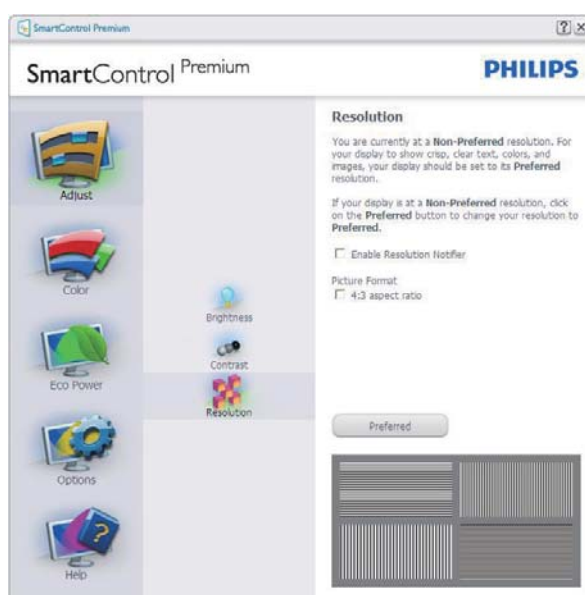 SmartControl Premium
SmartControl Premium
PHILIPS
Adjust
Color
Eco Power
Options
Help
Brightness
Contrast
Resolution
Resolution
You are currently at a Non-Preferred resolution. For
your display to show crisp, clear text, colors, and
images, your display should be set to its Preferred
resolution.
If your display is at a Non-Preferred resolution, click
on the Preferred button to change your resolution to
Preferred.
Enable Resolution Notifier
Picture Format
4:3 aspect ratio
Preferred